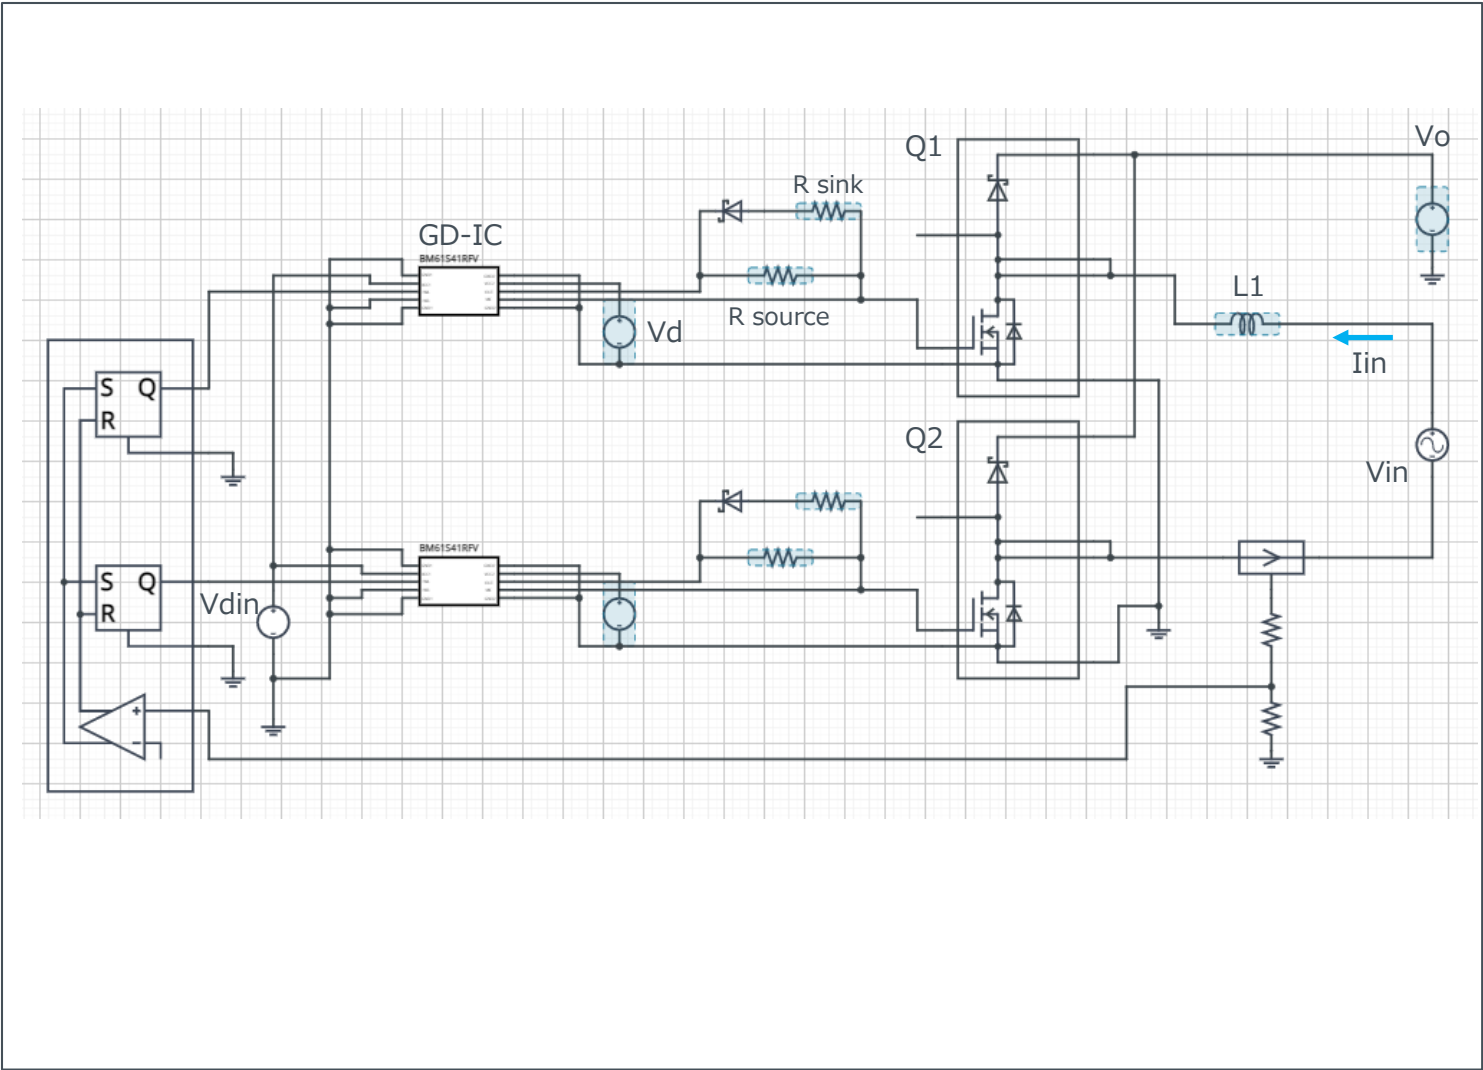 Vo
Q1
R sink
GD-IC
BM61S41RFV
L1
R source
Vd
Iin
S Q
R
Q2
Vin
BM61S41RFV
S Q
R
Vdin